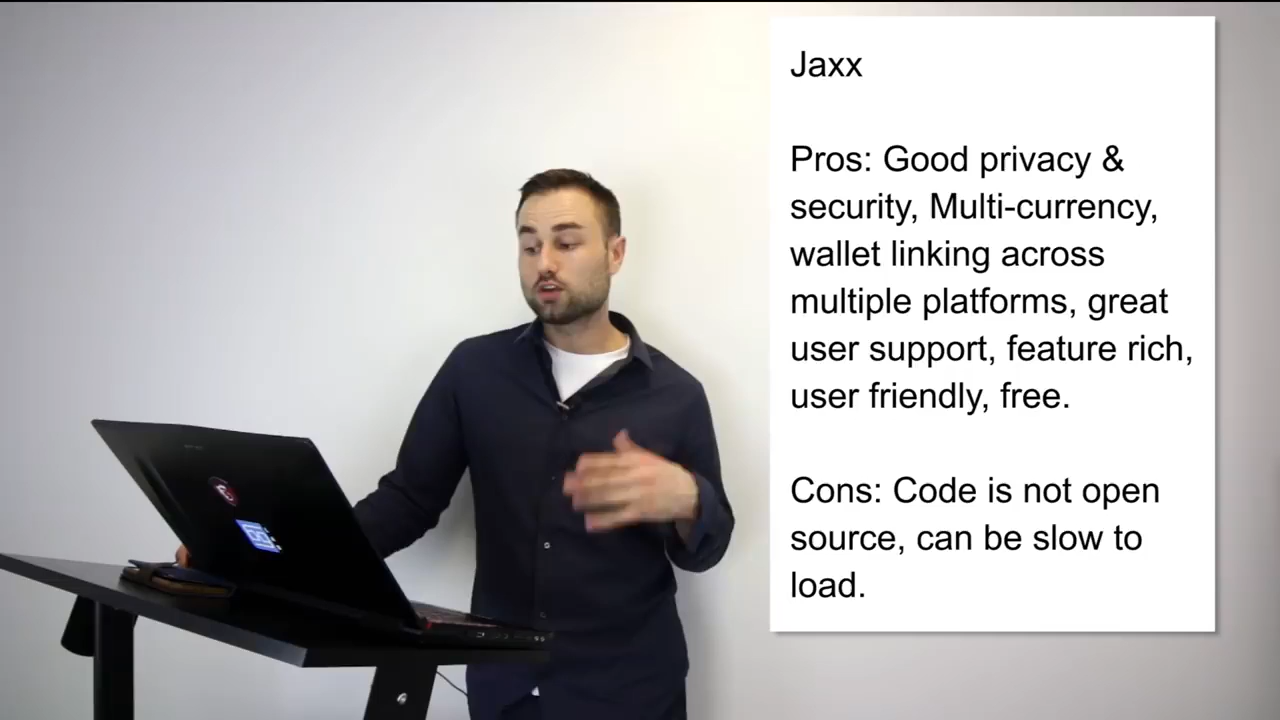 Jaxx
Pros: Good privacy &
security, Multi-currency,
wallet linking across
multiple platforms, great
user support, feature rich,
user friendly, free.
Cons: Code is not open
source, can be slow to
load.